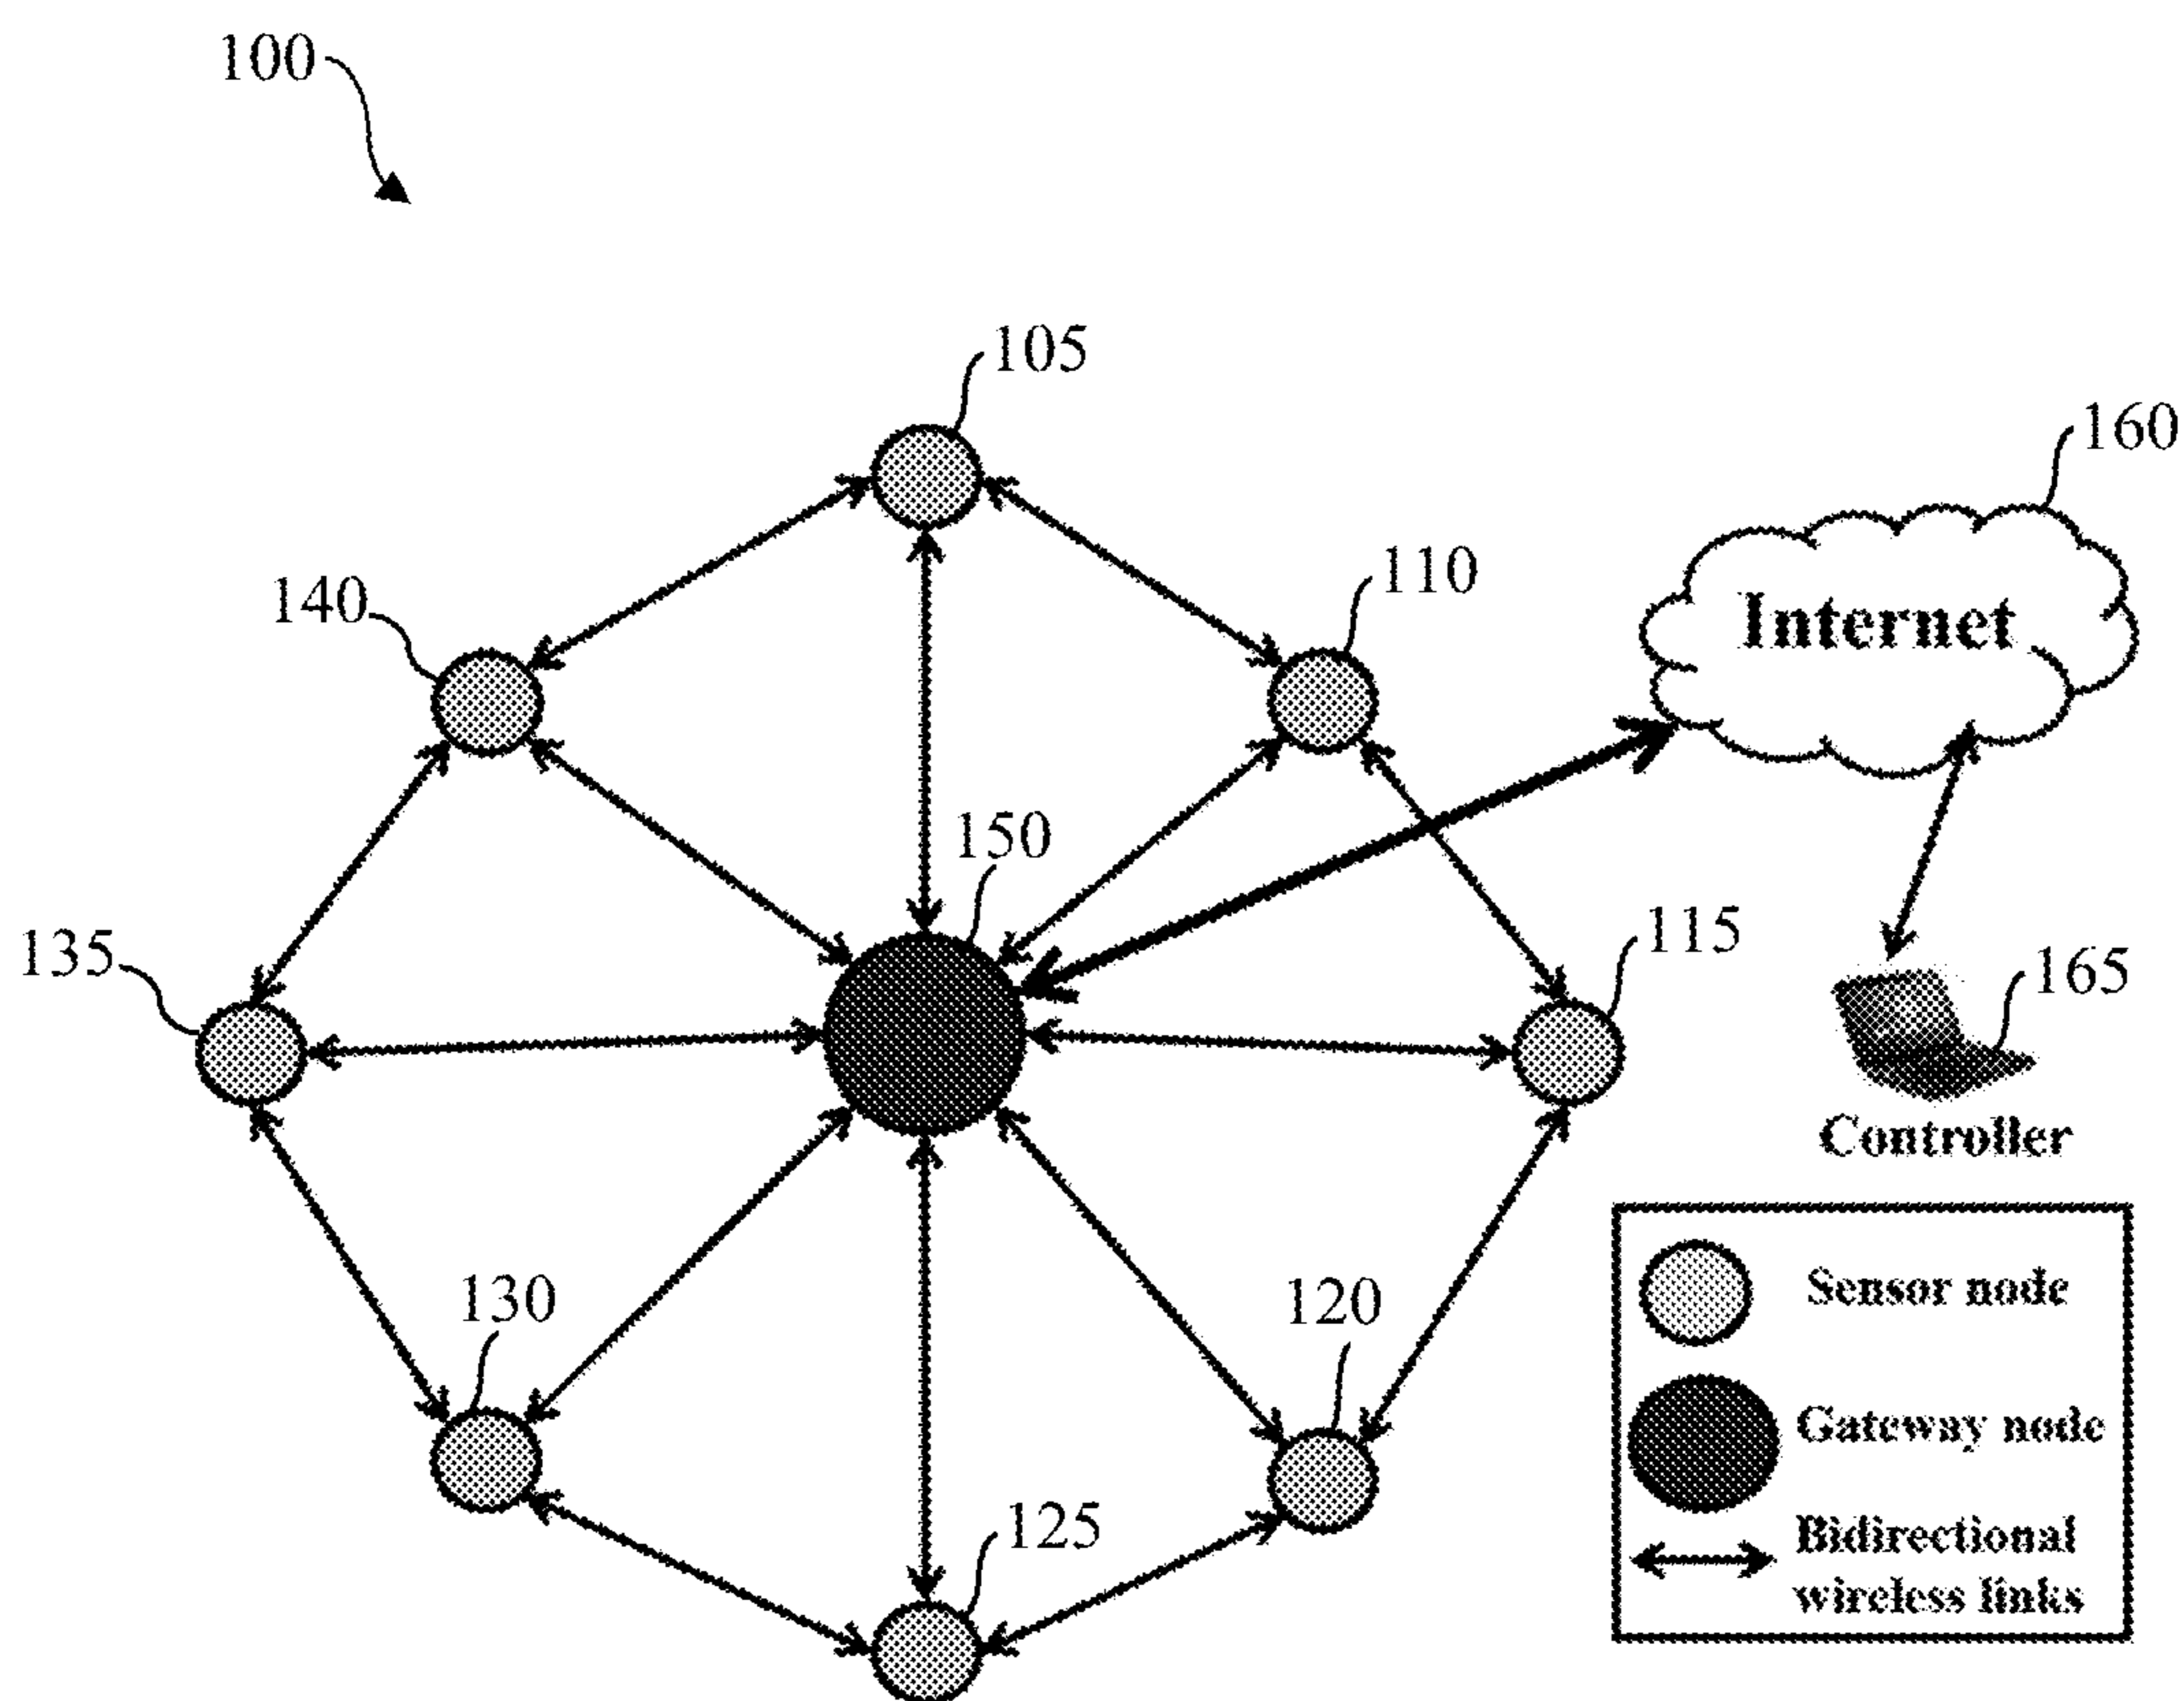 100
105
160
110
140
Internet
150
115
135
165
Controller
Sensor node
130
120
Gateway node
125
Bidirectional
wireless links